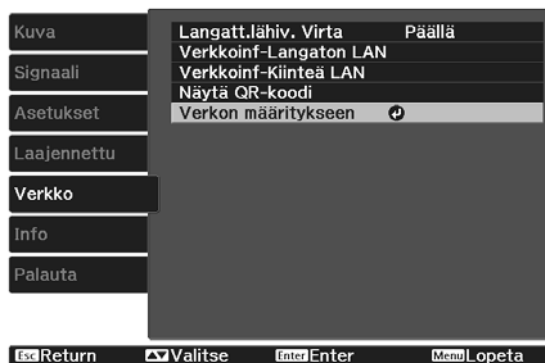 Kuva
Signaali
Asetukset
Laajennettu
Verkko
Info
Palauta
Langatt.lähiv. Virta Päällä
Verkkoinf-Langaton LAN
Verkkoinf-Kiinteä LAN
Näytä QR-koodi
Verkon määritykseen
Esc Return Valitse Enter Enter Menu Lopeta